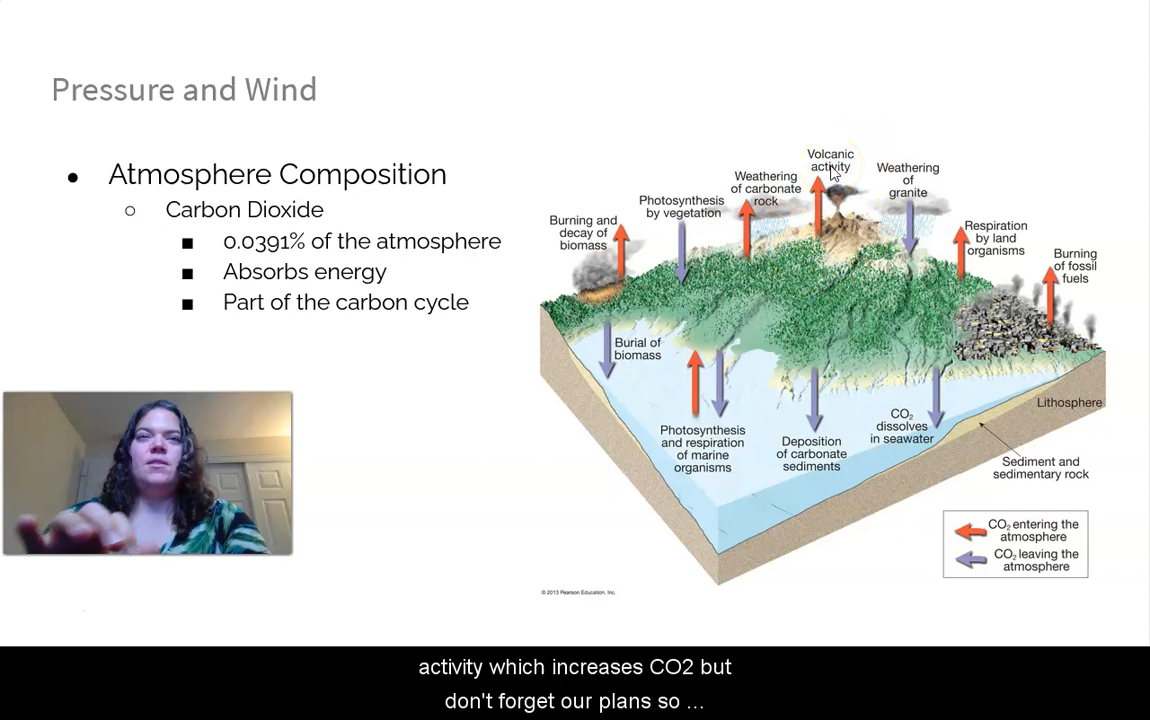 Pressure and Wind
• Atmosphere Composition
○ Carbon Dioxide
■ 0.0391% of the atmosphere
■ Absorbs energy
■ Part of the carbon cycle
Burning and
decay of
biomass
Photosynthesis
by vegetation
Weathering
of carbonate
rock
Volcanic
activity
Weathering
of
granite
Respiration
by land
organisms
Burning
of fossil
fuels
Burial of
biomass
Photosynthesis
and respiration
of marine
organisms
Deposition
of carbonate
sediments
CO₂
dissolves
in seawater
Lithosphere
Sediment and
sedimentary rock
CO₂ entering the
atmosphere
CO₂ leaving the
atmosphere
© 2013 Pearson Education, Inc.
activity which increases CO2 but
don't forget our plans so ...